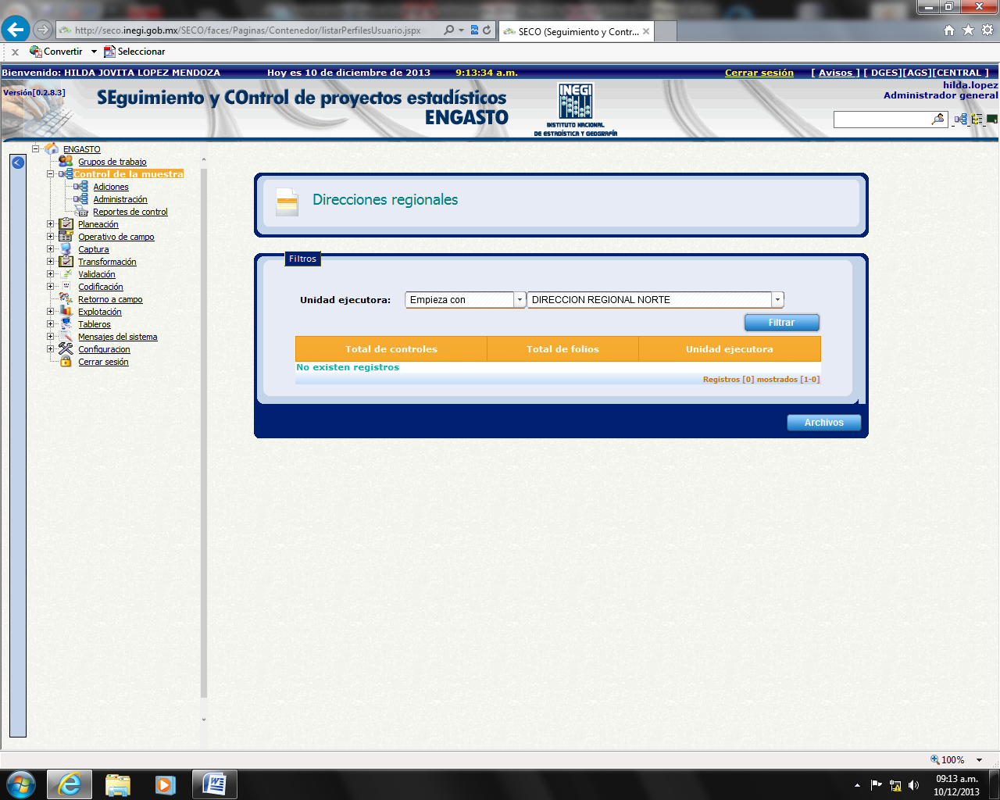 http://seco.inegi.gob.mx/SECO/faces/Paginas/Contenedor/listarPerfilesUsuario.jspx
SECO (Seguimiento y Contr...
Convertir
Seleccionar
Bienvenido: HILDA JOVITA LOPEZ MENDOZA Hoy es 10 de diciembre de 2013 9:13:34 a.m. Cerrar sesión [ Avisos ] [ DGES][AGS][CENTRAL ]
hilda.lopez
Versión[0.2.8.3]
Administrador general
SEguimiento y COntrol de proyectos estadísticos
ENGASTO
INEGI
INSTITUTO NACIONAL
DE ESTADÍSTICA Y GEOGRAFÍA
ENGASTO
Grupos de trabajo
Control de la muestra
Adiciones
Administración
Reportes de control
Planeación
Operativo de campo
Captura
Transformación
Validación
Codificación
Retorno a campo
Explotación
Tableros
Mensajes del sistema
Configuracion
Cerrar sesión
Direcciones regionales
Filtros
Unidad ejecutora: Empieza con DIRECCION REGIONAL NORTE
Filtrar
Total de controles Total de folios Unidad ejecutora
No existen registros
Registros [0] mostrados [1-0]
Archivos
100%
09:13 a.m.
10/12/2013